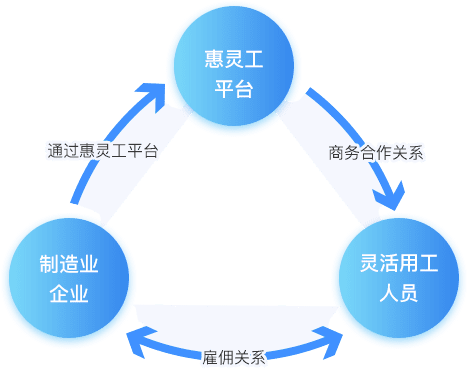 惠灵工
平台
通过惠灵工平台
商务合作关系
制造业
企业
灵活用工
人员
雇佣关系